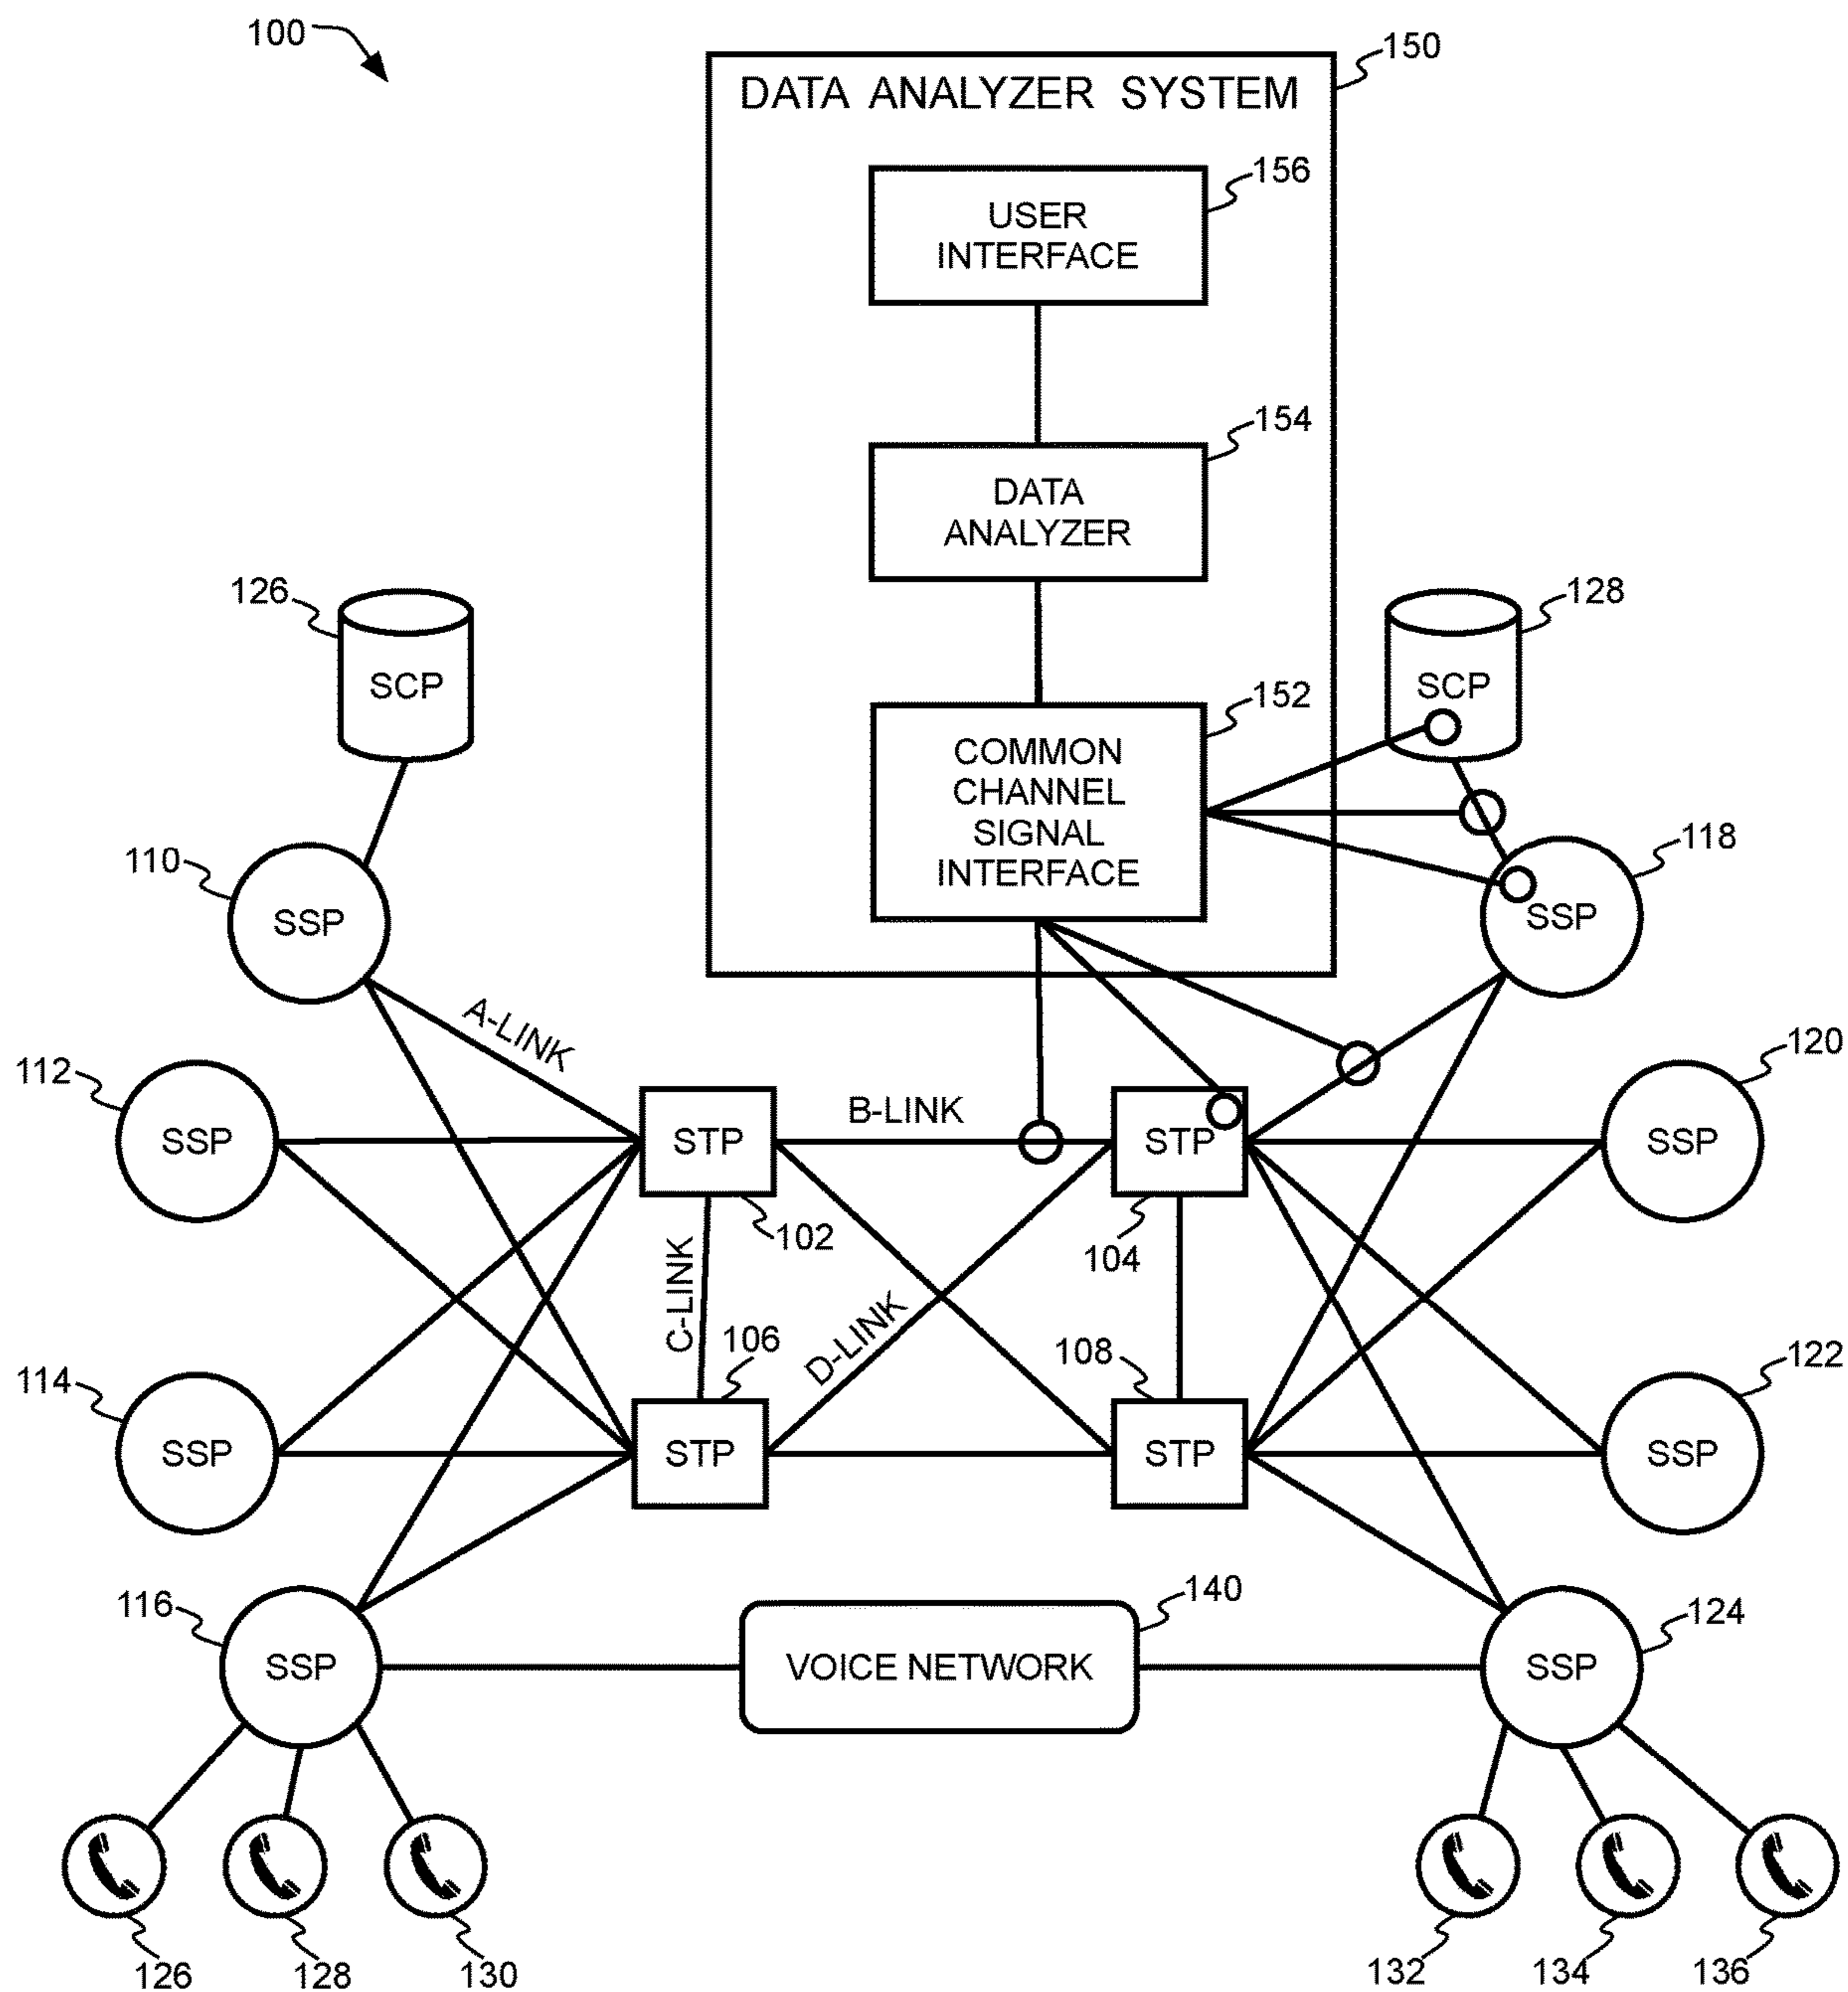 100
150
DATA ANALYZER SYSTEM
156
USER
INTERFACE
154
DATA
ANALYZER
126
128
SCP
SCP
152
COMMON
CHANNEL
SIGNAL
INTERFACE
110
118
SSP
SSP
A-LINK
112
120
B-LINK
SSP
STP
STP
SSP
102
104
C-LINK
D-LINK
106
108
114
122
SSP
STP
STP
SSP
116
140
124
SSP
VOICE NETWORK
SSP
126
128
130
132
134
136